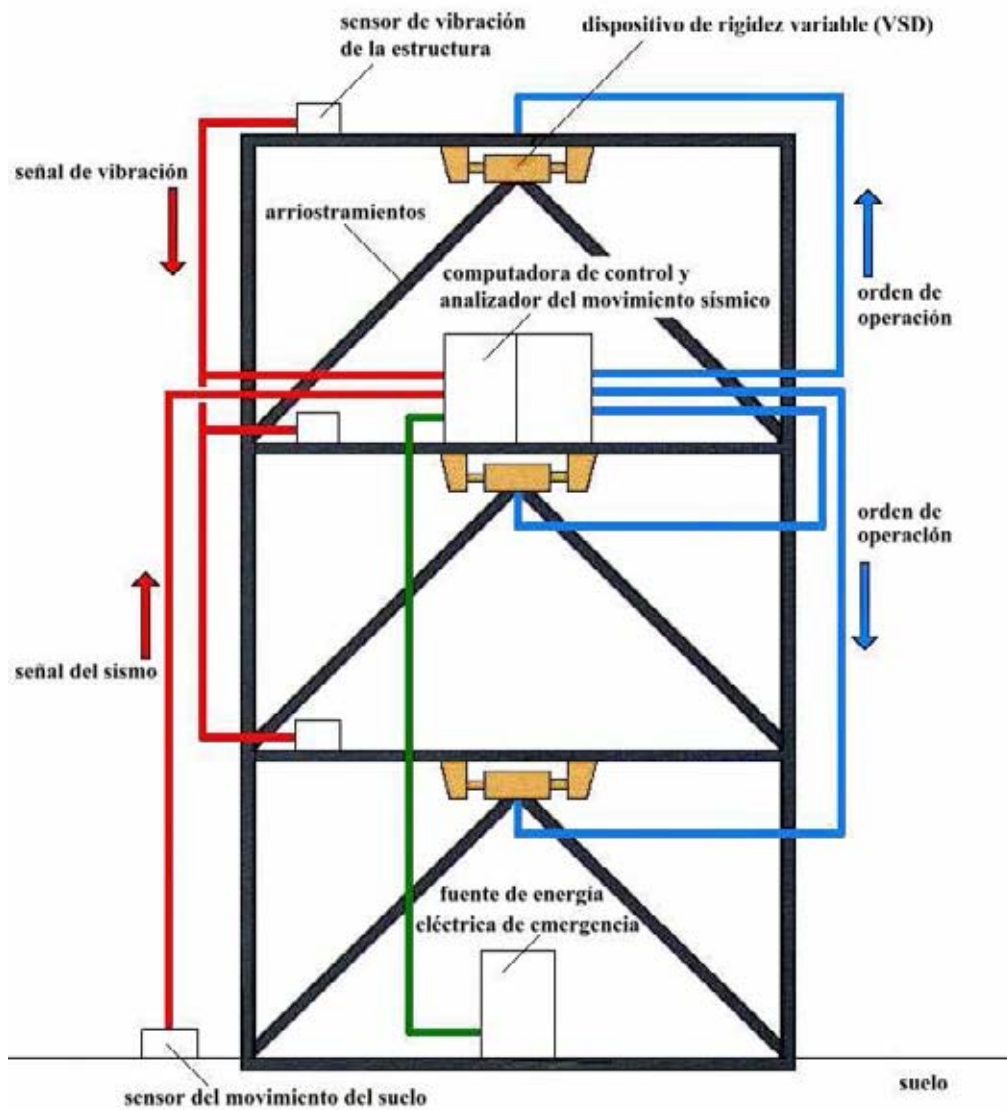 sensor de vibración
de la estructura
dispositivo de rigidez variable (VSD)
señal de vibración
arriostramientos
computadora de control y
analizador del movimiento sísmico
orden de
operación
orden de
operación
señal del sismo
fuente de energía
eléctrica de emergencia
sensor del movimiento del suelo
suelo